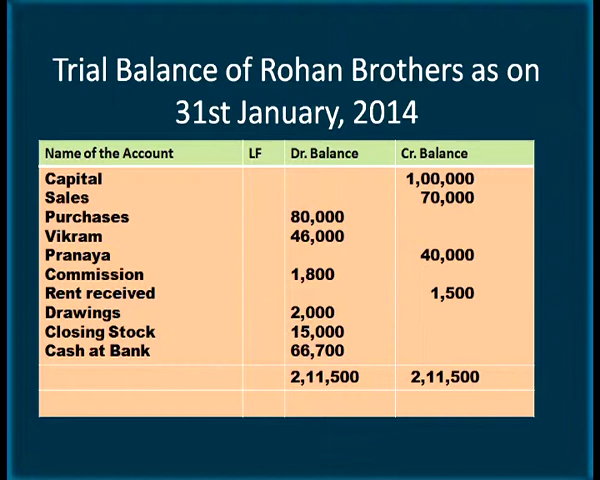 Trial Balance of Rohan Brothers as on
31st January, 2014
Name of the Account LF Dr. Balance Cr. Balance
Capital 1,00,000
Sales 70,000
Purchases 80,000
Vikram 46,000
Pranaya 40,000
Commission 1,800
Rent received 1,500
Drawings 2,000
Closing Stock 15,000
Cash at Bank 66,700
2,11,500 2,11,500